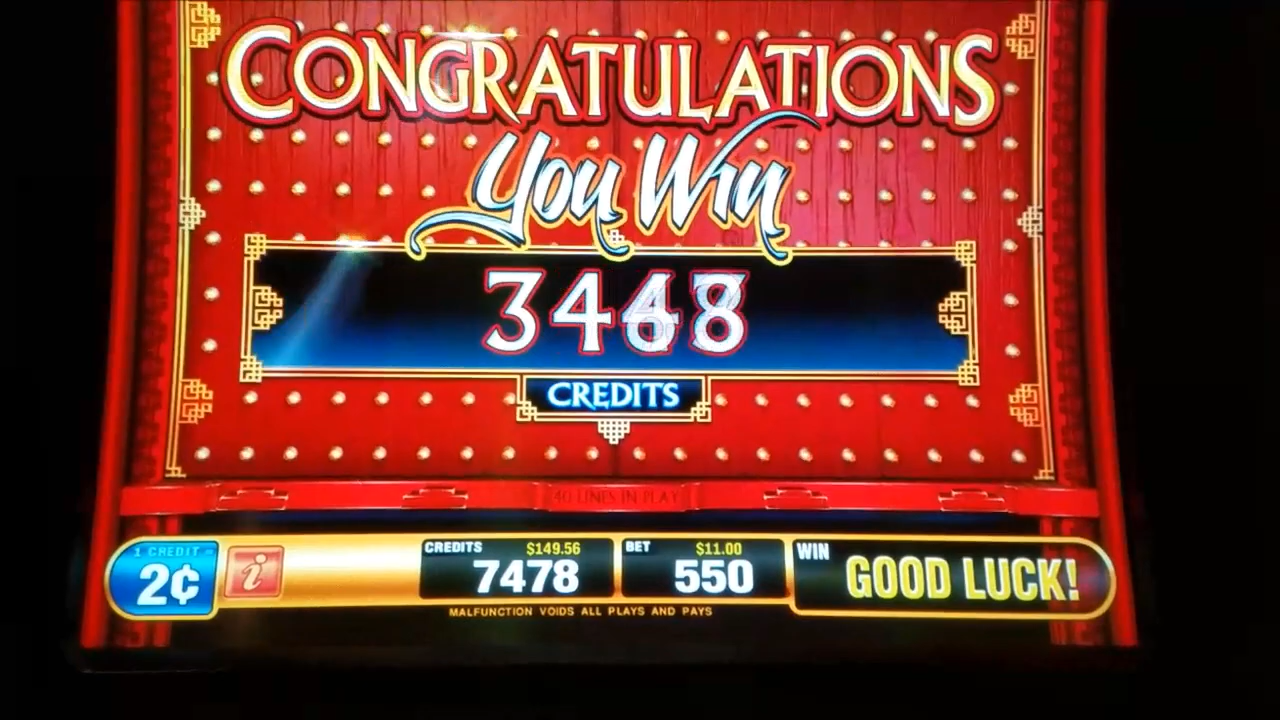 CONGRATULATIONS
You Win
CREDITS
40 LINES IN PLAY
1 CREDIT =
2¢
i
CREDITS $149.56
7478
BET $11.00
550
WIN
GOOD LUCK!
MALFUNCTION VOIDS ALL PLAYS AND PAYS